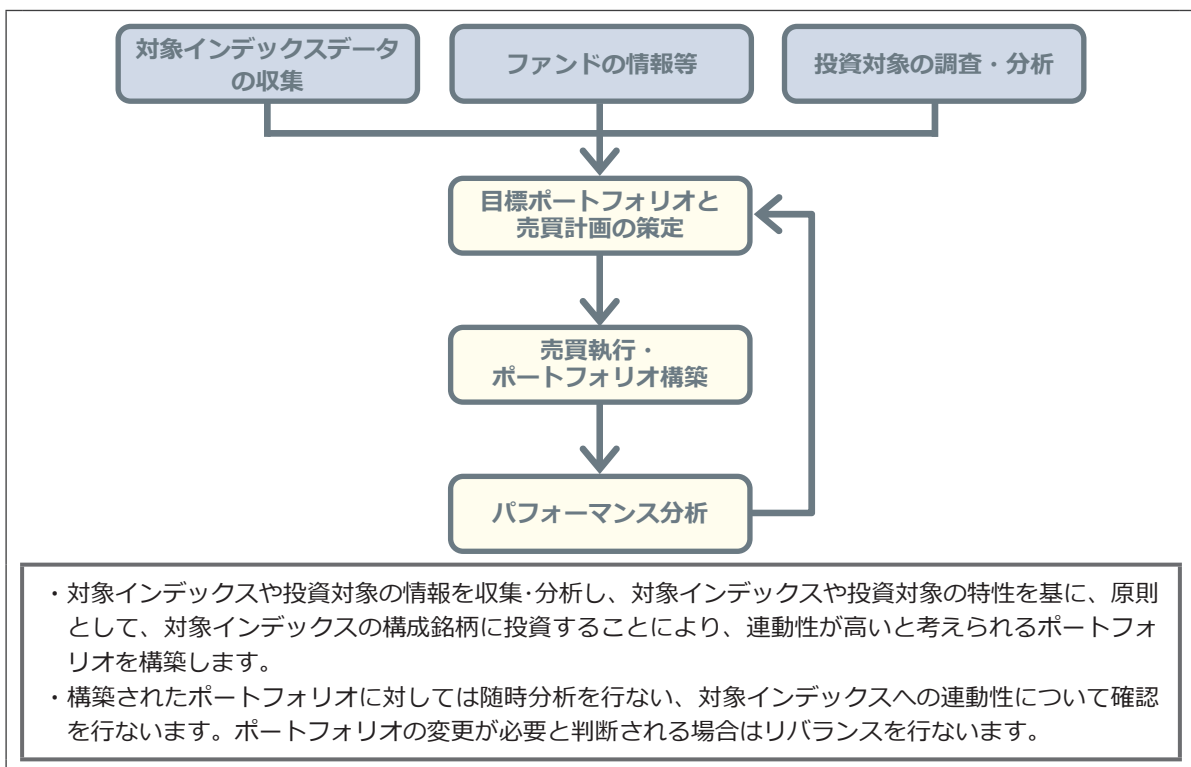 対象インデックスデータ
の収集
ファンドの情報等
投資対象の調査・分析
目標ポートフォリオと
売買計画の策定
売買執行・
ポートフォリオ構築
パフォーマンス分析
・対象インデックスや投資対象の情報を収集・分析し、対象インデックスや投資対象の特性を基に、原則
として、対象インデックスの構成銘柄に投資することにより、連動性が高いと考えられるポートフォ
リオを構築します。
・構築されたポートフォリオに対しては随時分析を行ない、対象インデックスへの連動性について確認
を行ないます。ポートフォリオの変更が必要と判断される場合はリバランスを行ないます。